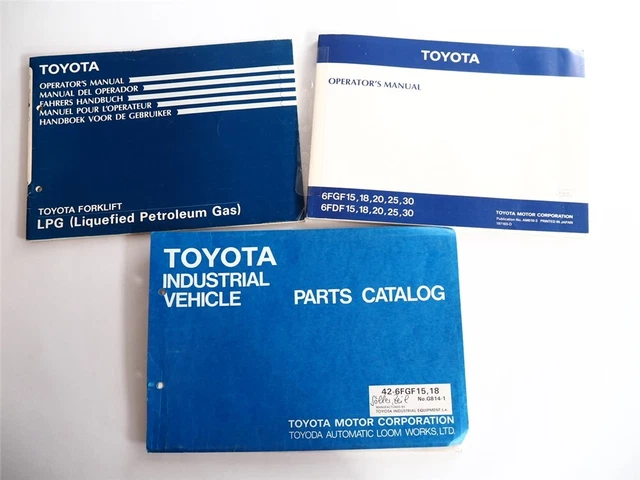 TOYOTA
OPERATOR'S MANUAL
MANUAL DEL OPERADOR
FAHRERS HANDBUCH
MANUEL POUR L'OPERATEUR
HANDBOEK VOOR DE GEBRUIKER
TOYOTA FORKLIFT
LPG (Liquefied Petroleum Gas)
TOYOTA
OPERATOR'S MANUAL
6FGF15,18,20,25,30
6FDF15,18,20,25,30
TOYOTA MOTOR CORPORATION
PRINTED IN JAPAN
TOYOTA
INDUSTRIAL
VEHICLE
PARTS CATALOG
42-6FGF15,18
No.G814-1
MANUFACTURED BY
TOYOTA INDUSTRIAL EQUIPMENT S.A.
TOYOTA MOTOR CORPORATION
TOYODA AUTOMATIC LOOM WORKS,LTD.